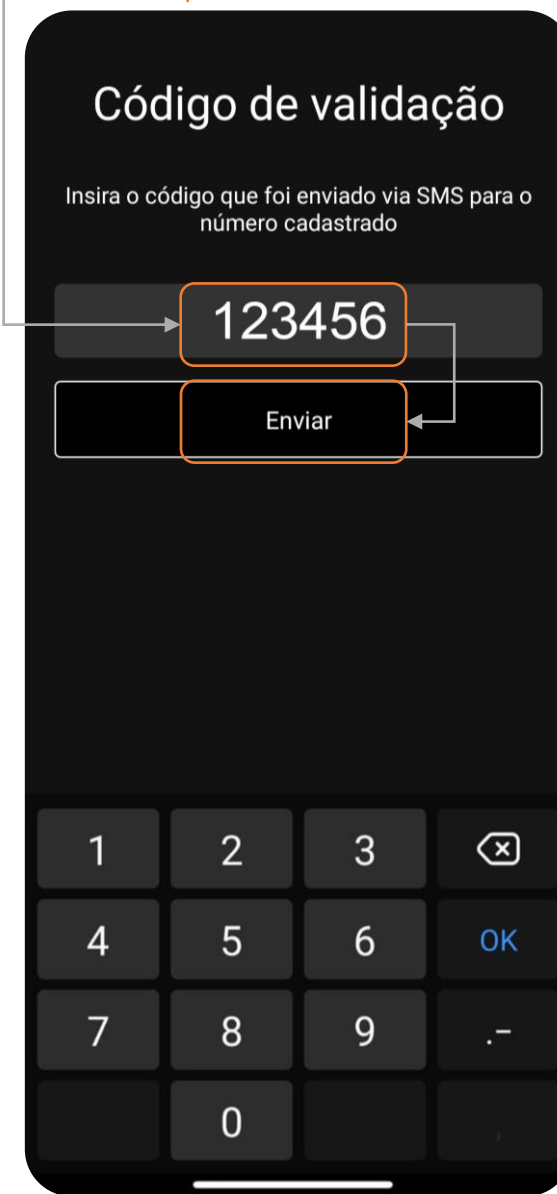 Código de validação
Insira o código que foi enviado via SMS para o
número cadastrado
123456
Enviar
1 2 3
4 5 6 OK
7 8 9 .-
0 ,